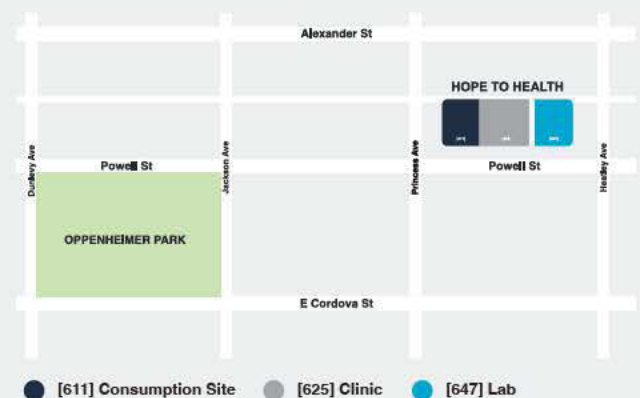 Alexander St
HOPE TO HEALTH
Dunlevy Ave
Powell St
Jackson Ave
Princess Ave
Powell St
Heatley Ave
OPPENHEIMER PARK
E Cordova St
[611] Consumption Site
[625] Clinic
[647] Lab